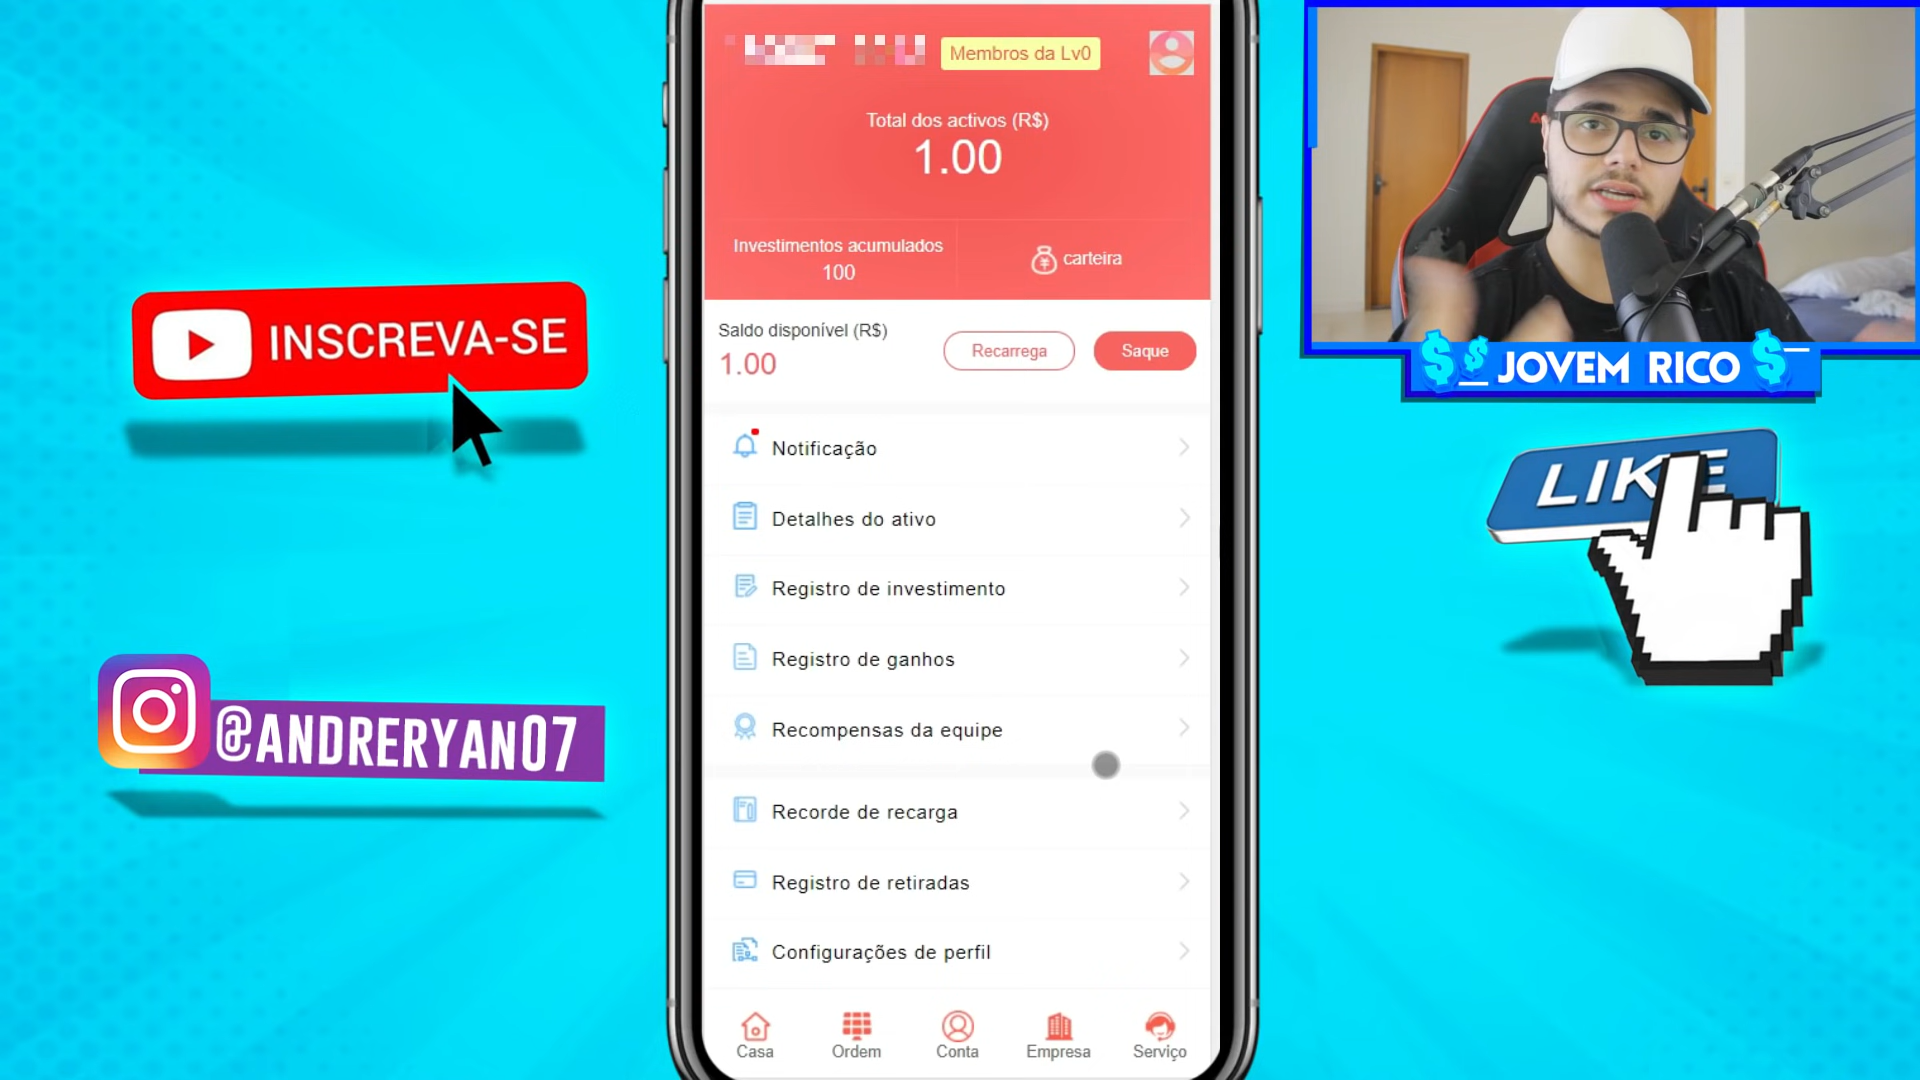 Membros da Lv0
Total dos activos (R$)
1.00
Investimentos acumulados
100
carteira
Saldo disponível (R$)
1.00
Recarrega
Saque
Notificação
Detalhes do ativo
Registro de investimento
Registro de ganhos
Recompensas da equipe
Recorde de recarga
Registro de retiradas
Configurações de perfil
Casa
Ordem
Conta
Empresa
Serviço
INSCREVA-SE
@ANDRERYAN07
$ $ JOVEM RICO $
LIKE